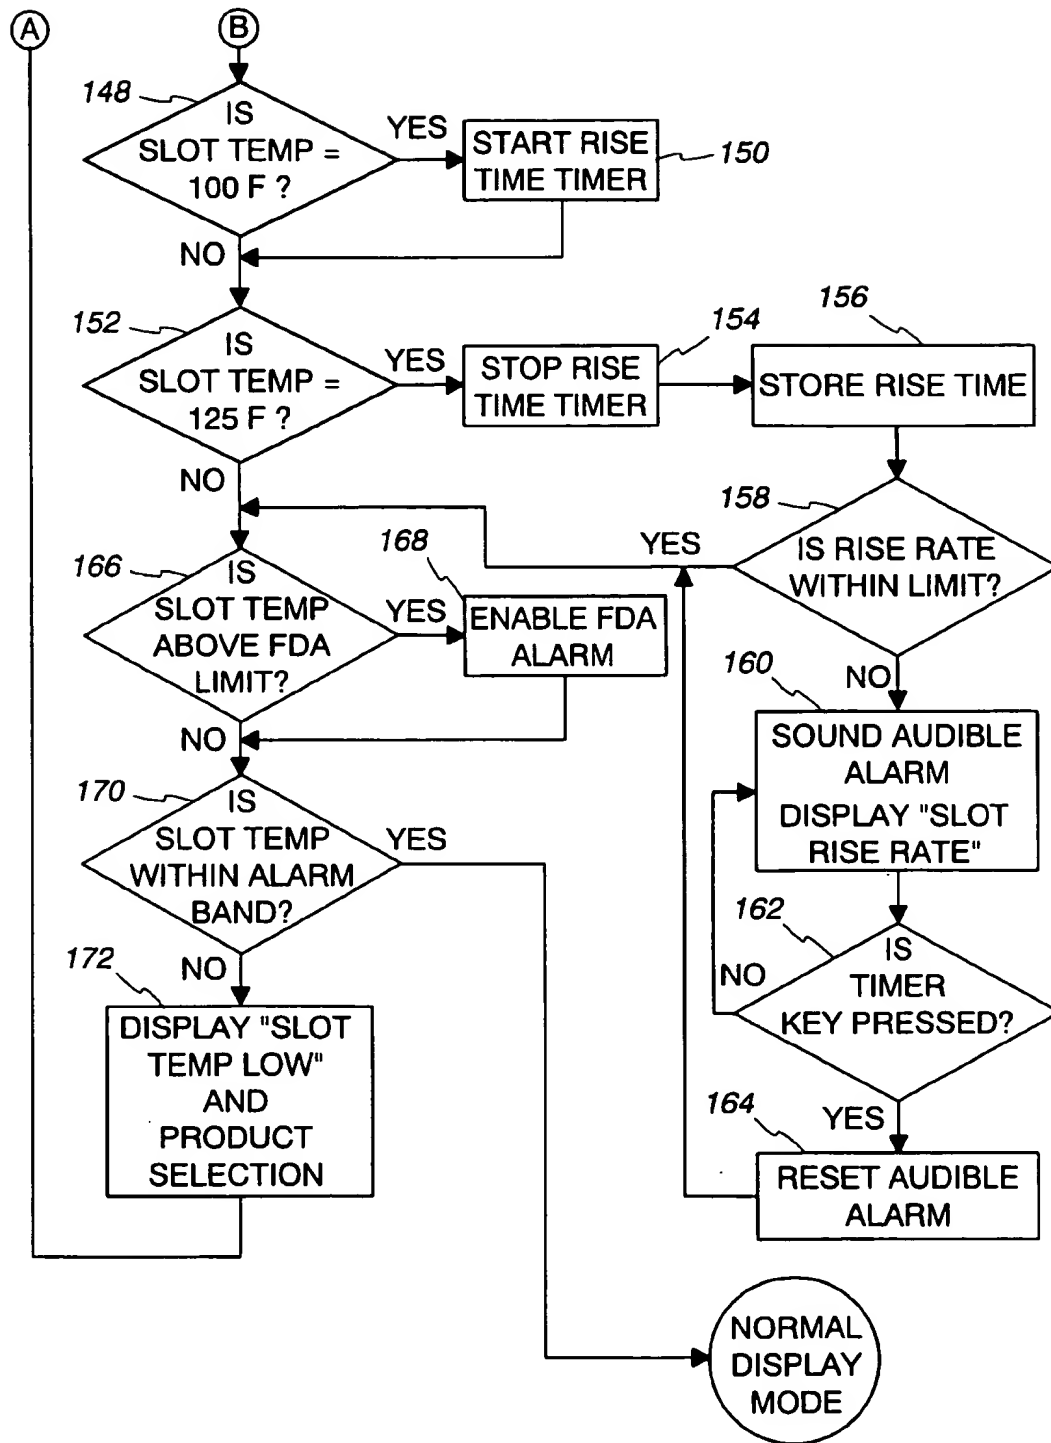 A
B
148
IS
SLOT TEMP =
100 F ?
YES
START RISE
TIME TIMER
150
NO
152
IS
SLOT TEMP =
125 F ?
YES
STOP RISE
TIME TIMER
154
156
STORE RISE TIME
NO
158
IS RISE RATE
WITHIN LIMIT?
YES
166
IS
SLOT TEMP
ABOVE FDA
LIMIT?
YES
168
ENABLE FDA
ALARM
NO
NO
160
SOUND AUDIBLE
ALARM
DISPLAY "SLOT
RISE RATE"
170
IS
SLOT TEMP
WITHIN ALARM
BAND?
YES
162
IS
TIMER
KEY PRESSED?
NO
NO
172
DISPLAY "SLOT
TEMP LOW"
AND
PRODUCT
SELECTION
YES
164
RESET AUDIBLE
ALARM
NORMAL
DISPLAY
MODE